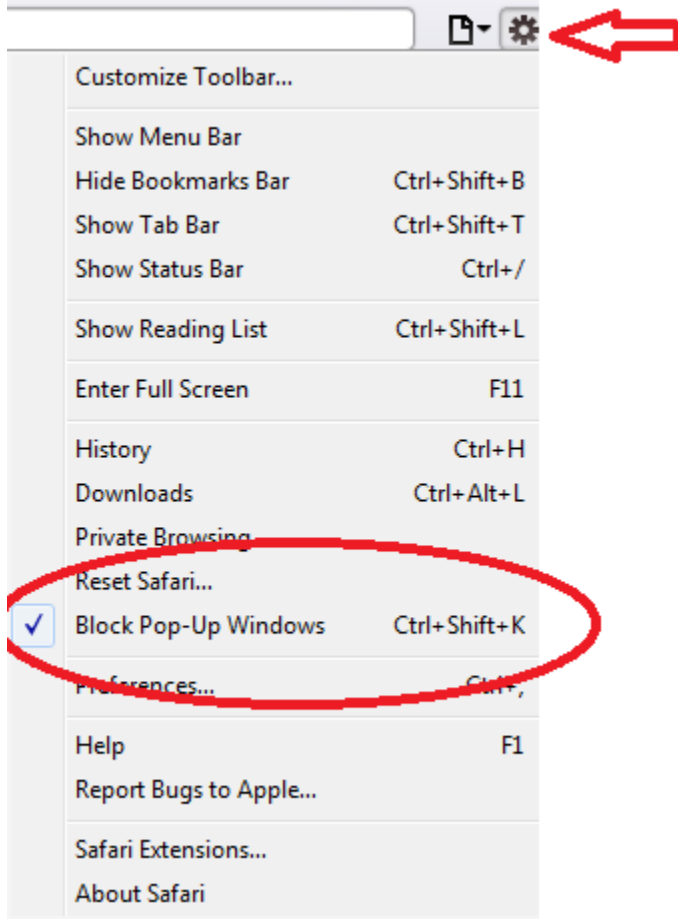 Customize Toolbar...
Show Menu Bar
Hide Bookmarks Bar Ctrl+Shift+B
Show Tab Bar Ctrl+Shift+T
Show Status Bar Ctrl+/
Show Reading List Ctrl+Shift+L
Enter Full Screen F11
History Ctrl+H
Downloads Ctrl+Alt+L
Private Browsing
Reset Safari...
Block Pop-Up Windows Ctrl+Shift+K
Preferences... Ctrl+,
Help F1
Report Bugs to Apple...
Safari Extensions...
About Safari